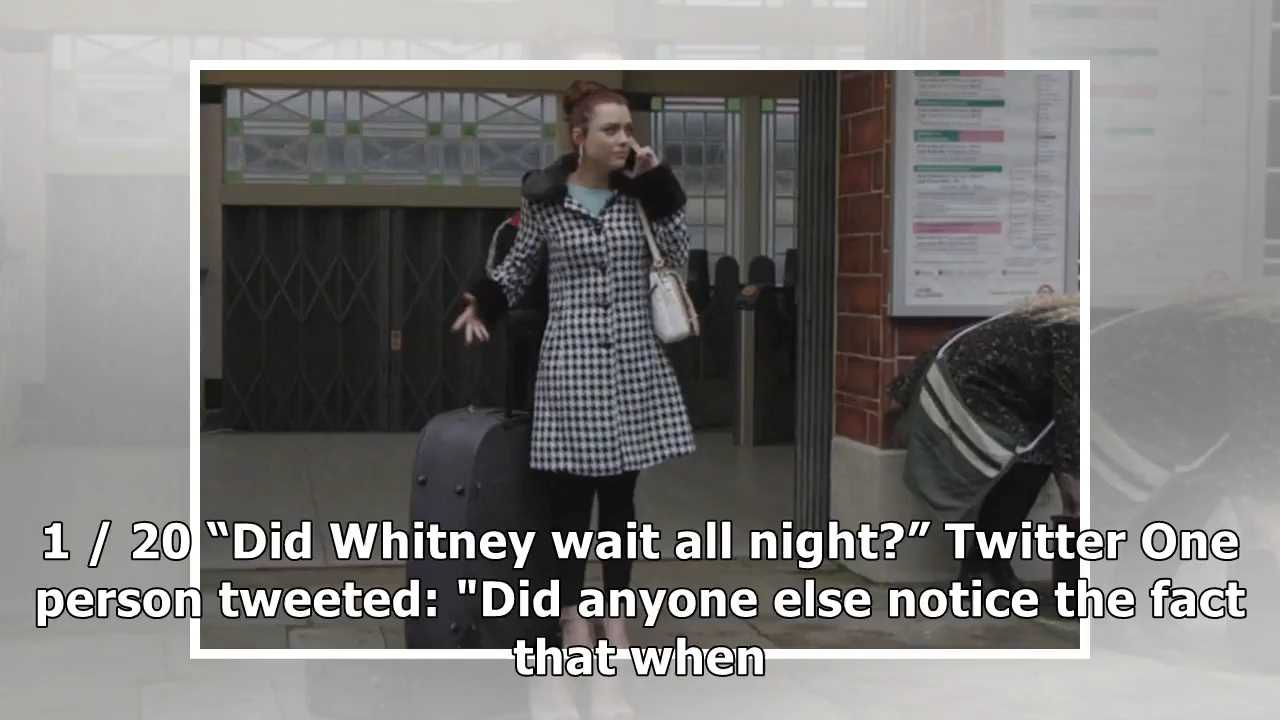 1 / 20 “Did Whitney wait all night?” Twitter One
person tweeted: "Did anyone else notice the fact
that when